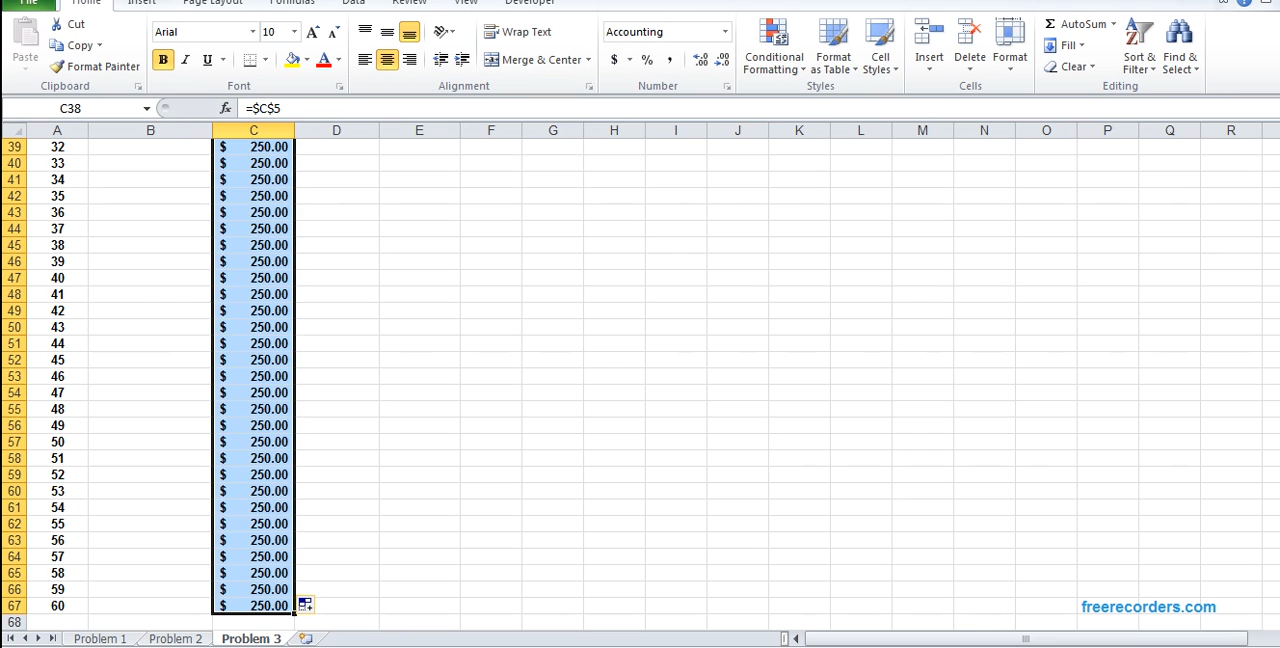 File Home Insert Page Layout Formulas Data Review View Developer
Cut Arial 10 Wrap Text Accounting Σ AutoSum
Paste Copy Format Painter B I U Merge & Center $ % , Conditional Formatting Format as Table Cell Styles Insert Delete Format Fill Clear Sort & Filter Find & Select
Clipboard Font Alignment Number Styles Cells Editing
C38 fx =$C$5
A B C D E F G H I J K L M N O P Q R
39 32 $ 250.00
40 33 $ 250.00
41 34 $ 250.00
42 35 $ 250.00
43 36 $ 250.00
44 37 $ 250.00
45 38 $ 250.00
46 39 $ 250.00
47 40 $ 250.00
48 41 $ 250.00
49 42 $ 250.00
50 43 $ 250.00
51 44 $ 250.00
52 45 $ 250.00
53 46 $ 250.00
54 47 $ 250.00
55 48 $ 250.00
56 49 $ 250.00
57 50 $ 250.00
58 51 $ 250.00
59 52 $ 250.00
60 53 $ 250.00
61 54 $ 250.00
62 55 $ 250.00
63 56 $ 250.00
64 57 $ 250.00
65 58 $ 250.00
66 59 $ 250.00
67 60 $ 250.00
freerecorders.com
68
Problem 1 Problem 2 Problem 3